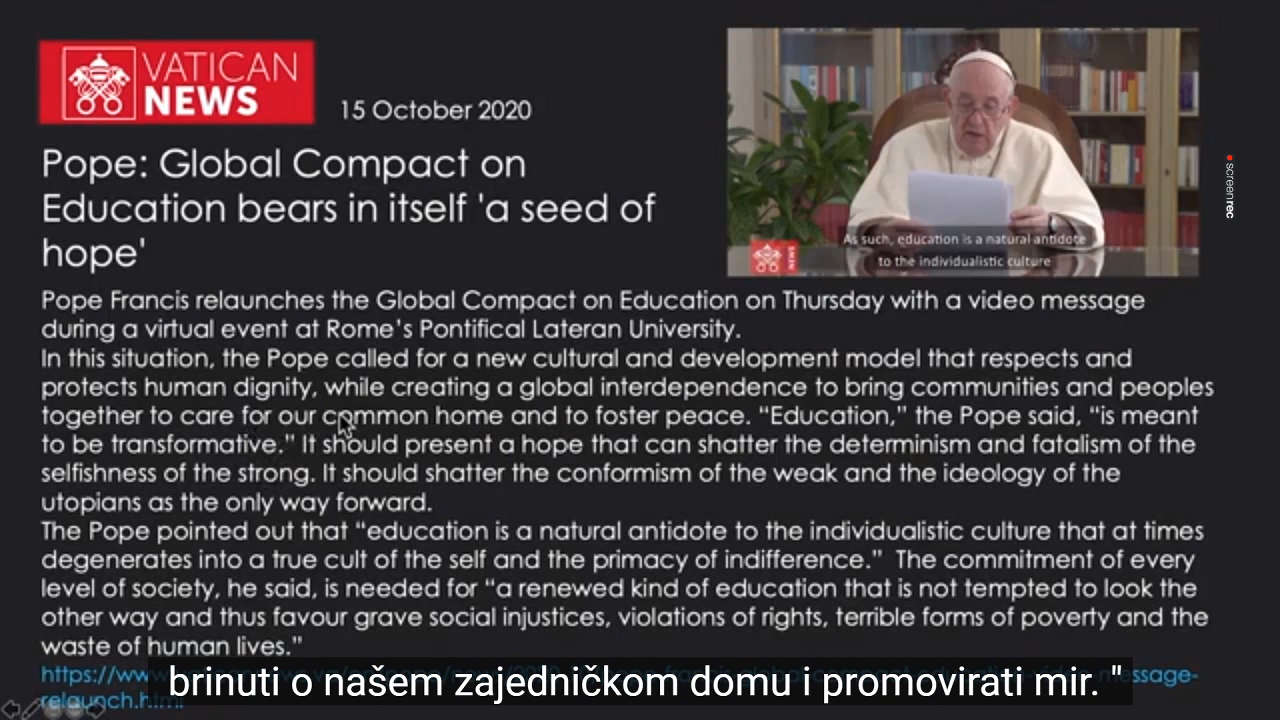 VATICAN
NEWS
15 October 2020
Pope: Global Compact on
Education bears in itself 'a seed of
hope'
As such, education is a natural antidote
to the individualistic culture
NEWS
screenrec
Pope Francis relaunches the Global Compact on Education on Thursday with a video message
during a virtual event at Rome's Pontifical Lateran University.
In this situation, the Pope called for a new cultural and development model that respects and
protects human dignity, while creating a global interdependence to bring communities and peoples
together to care for our common home and to foster peace. “Education,” the Pope said, “is meant
to be transformative.” It should present a hope that can shatter the determinism and fatalism of the
selfishness of the strong. It should shatter the conformism of the weak and the ideology of the
utopians as the only way forward.
The Pope pointed out that “education is a natural antidote to the individualistic culture that at times
degenerates into a true cult of the self and the primacy of indifference.” The commitment of every
level of society, he said, is needed for “a renewed kind of education that is not tempted to look the
other way and thus favour grave social injustices, violations of rights, terrible forms of poverty and the
waste of human lives.”
brinuti o našem zajedničkom domu i promovirati mir. "